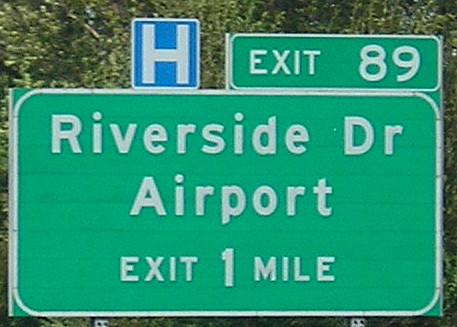 H
EXIT 89
Riverside Dr
Airport
EXIT 1 MILE